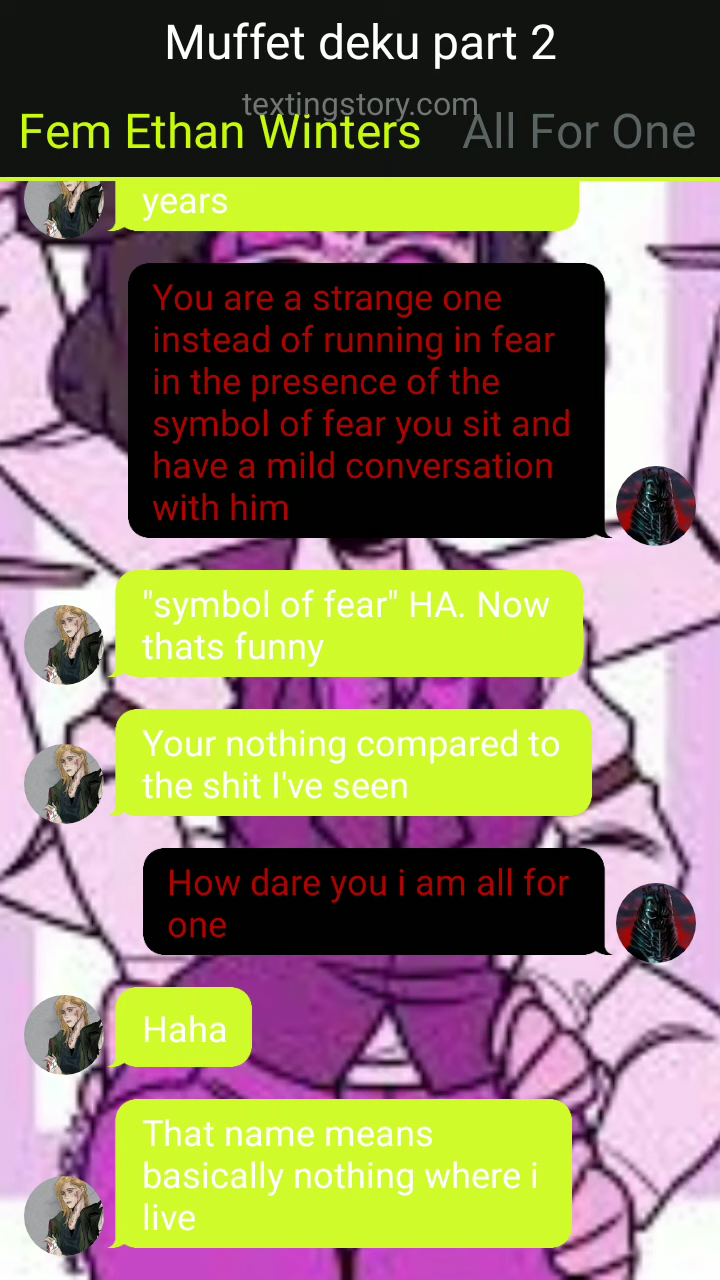 Muffet deku part 2
textingstory.com
Fem Ethan Winters All For One
years
You are a strange one
instead of running in fear
in the presence of the
symbol of fear you sit and
have a mild conversation
with him
"symbol of fear" HA. Now
thats funny
Your nothing compared to
the shit I've seen
How dare you i am all for
one
Haha
That name means
basically nothing where i
live